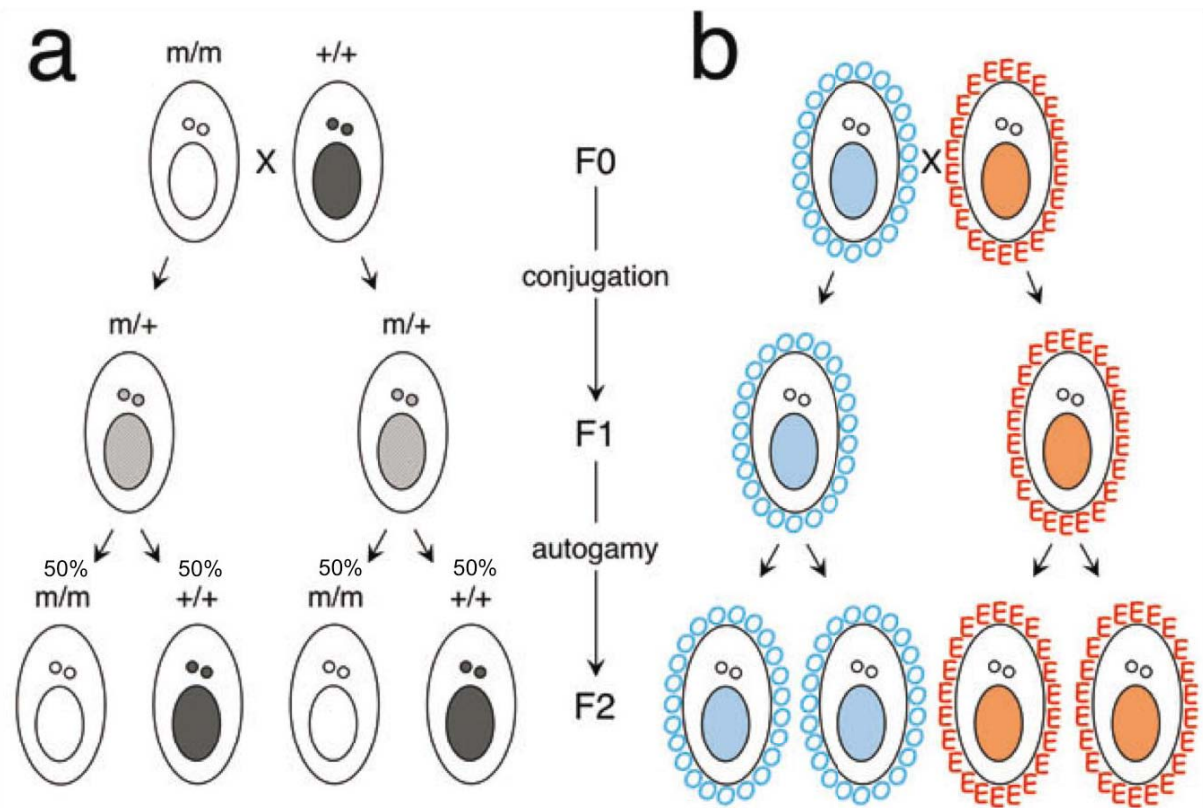 a
m/m
+/+
X
m/+
m/+
50%
m/m
50%
+/+
50%
m/m
50%
+/+
F0
conjugation
F1
autogamy
F2
b
X